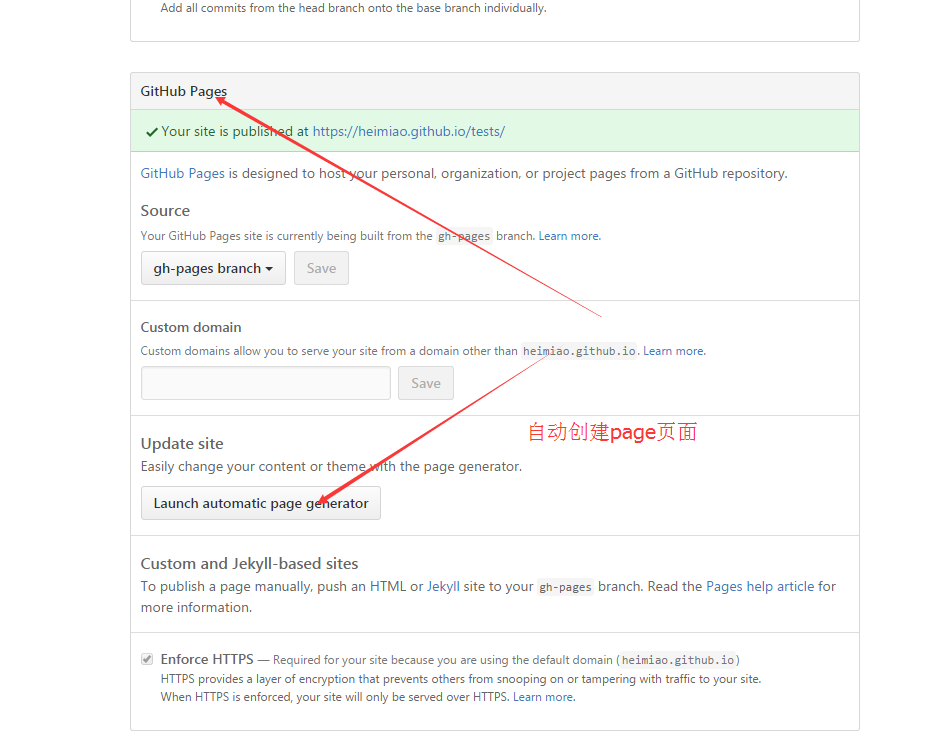 Add all commits from the head branch onto the base branch individually.
GitHub Pages
Your site is published at https://heimiao.github.io/tests/
GitHub Pages is designed to host your personal, organization, or project pages from a GitHub repository.
Source
Your GitHub Pages site is currently being built from the gh-pages branch. Learn more.
gh-pages branch
Save
Custom domain
Custom domains allow you to serve your site from a domain other than heimiao.github.io. Learn more.
Save
自动创建page页面
Update site
Easily change your content or theme with the page generator.
Launch automatic page generator
Custom and Jekyll-based sites
To publish a page manually, push an HTML or Jekyll site to your gh-pages branch. Read the Pages help article for
more information.
Enforce HTTPS — Required for your site because you are using the default domain (heimiao.github.io)
HTTPS provides a layer of encryption that prevents others from snooping on or tampering with traffic to your site.
When HTTPS is enforced, your site will only be served over HTTPS. Learn more.